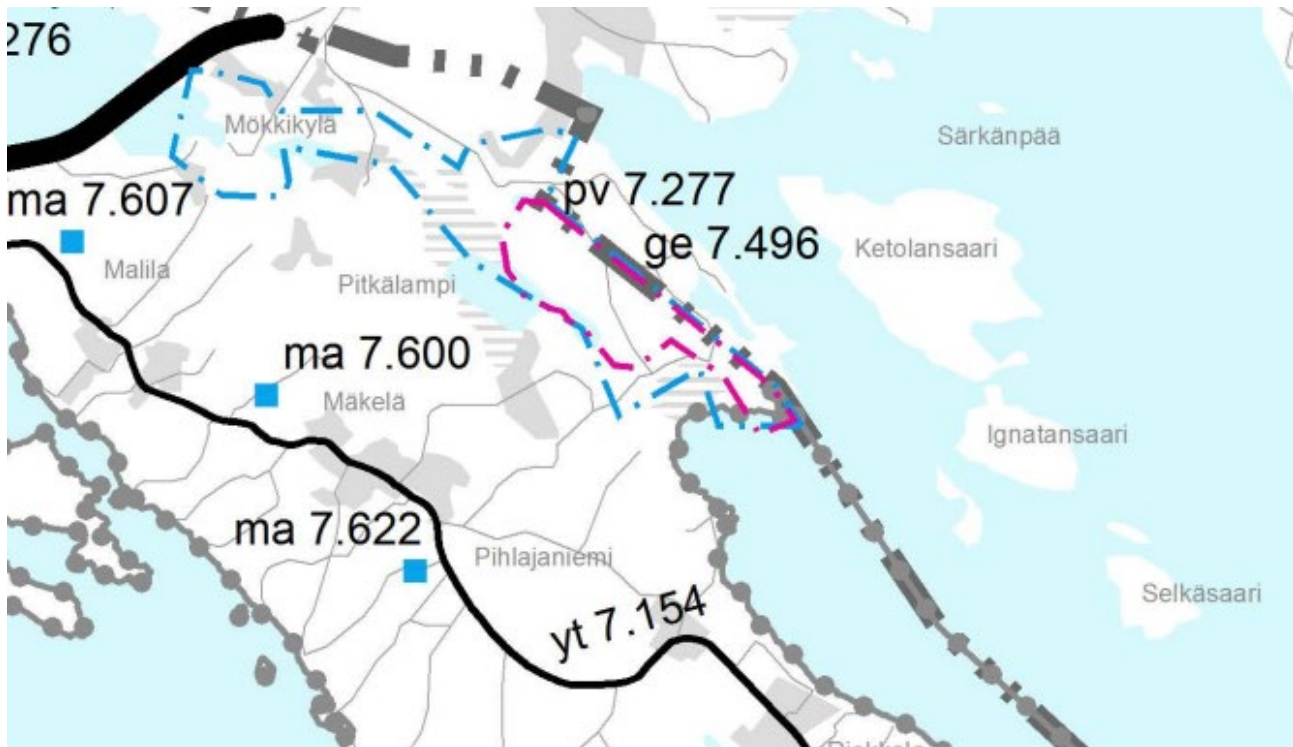 276
Mökkikylä
Särkänpää
pv 7.277
ma 7.607
ge 7.496
Ketolansaari
Malila
Pitkälampi
ma 7.600
Mäkelä
Ignatansaari
ma 7.622
Pihlajaniemi
Selkäsaari
yt 7.154